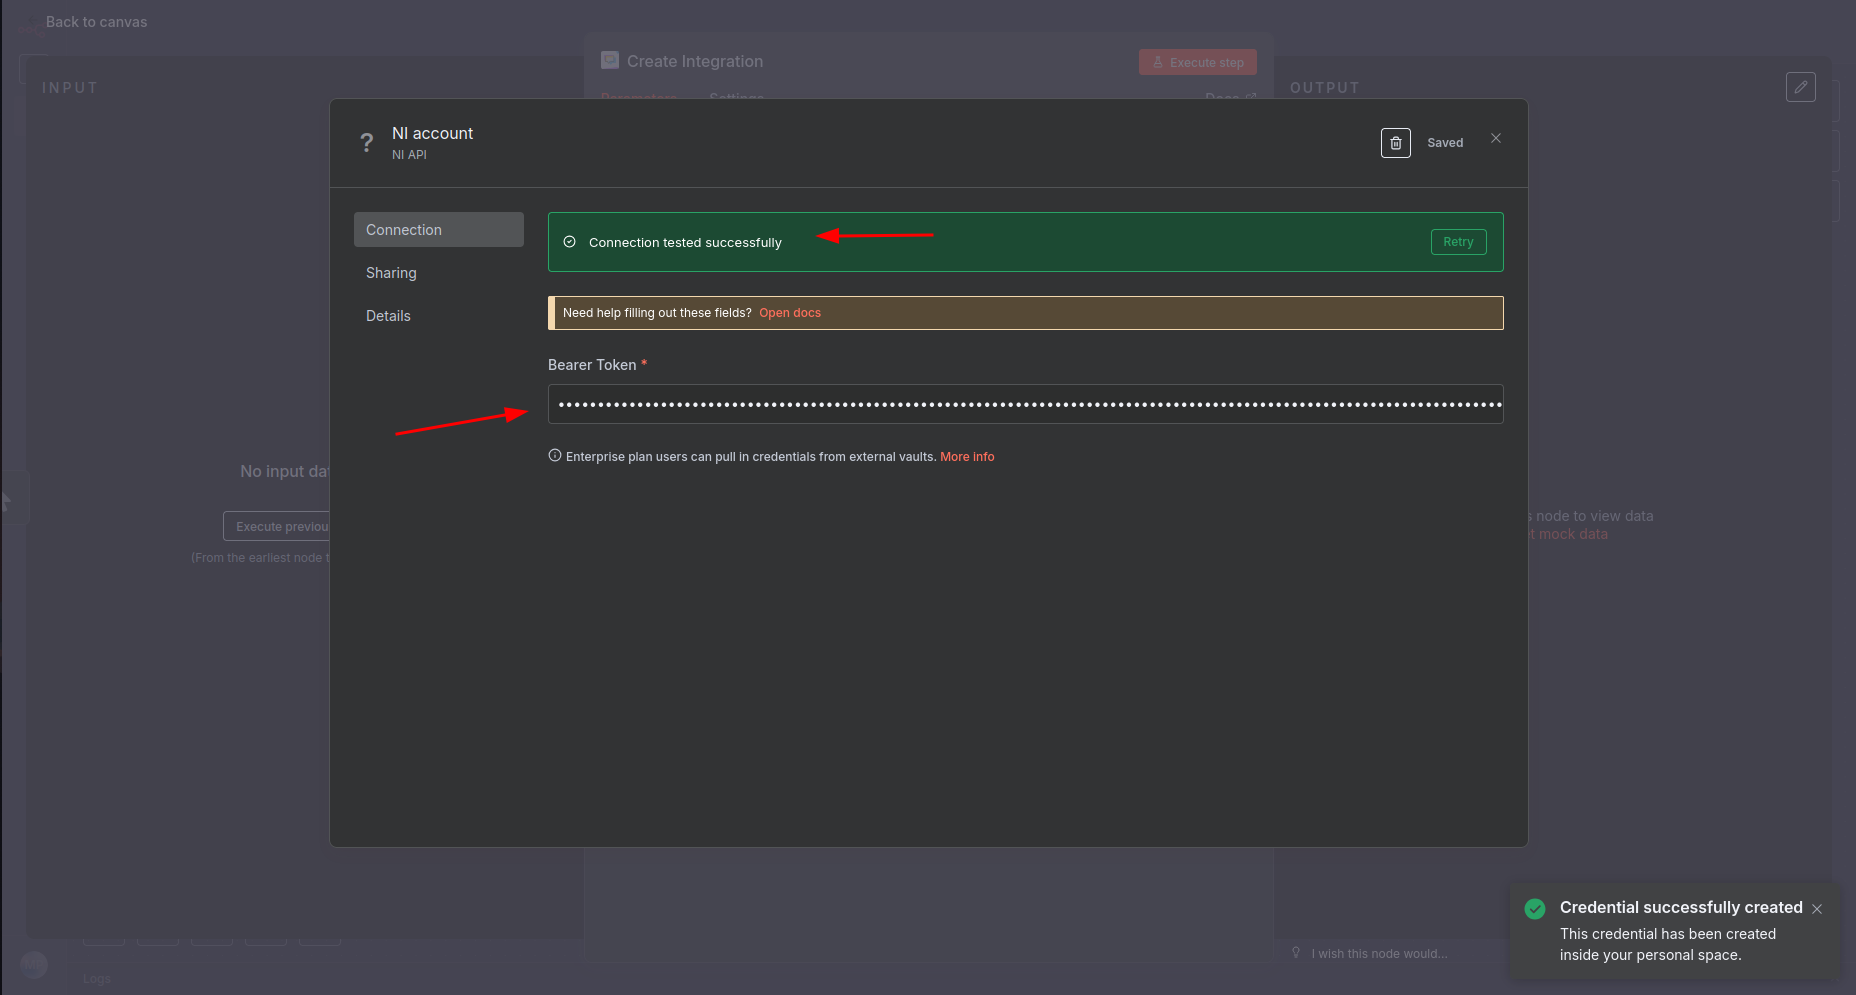 Back to canvas
Create Integration
Execute step
INPUT
OUTPUT
Parameters
Settings
Docs
NI account
NI API
Saved
Connection
Sharing
Details
Connection tested successfully
Retry
Need help filling out these fields? Open docs
Bearer Token *
Enterprise plan users can pull in credentials from external vaults. More info
No input
Execute
(From the earliest node
node to view data
mock data
Credential successfully created
This credential has been created
inside your personal space.
I wish this node would...
Logs